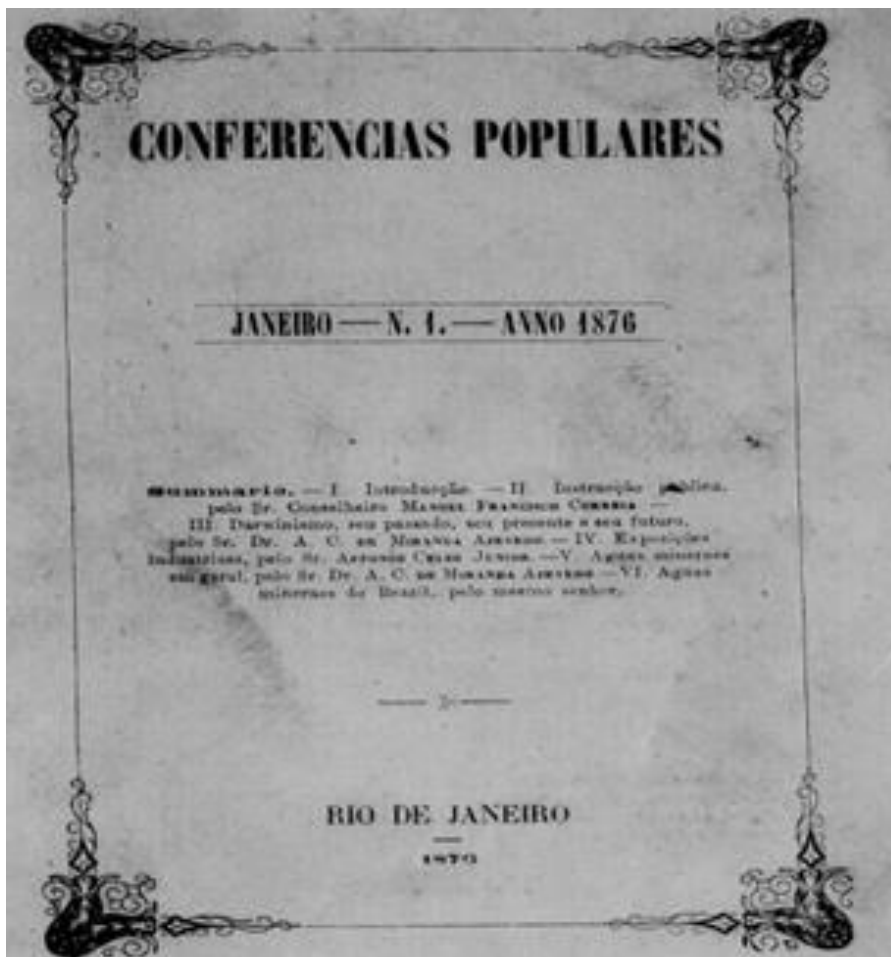 CONFERENCIAS POPULARES
JANEIRO — N. 1. — ANNO 1876
Summario. — I. Introducção. — II. Instrucção publica,
pelo Sr. Conselheiro MANOEL FRANCISCO CORREIA —
III. Darwinismo, seu passado, seu presente e seu futuro,
pelo Sr. Dr. A. C. DE MIRANDA AZEVEDO. — IV. Exposições
Industriaes, pelo Sr. ANTONIO CELSO JUNIOR. — V. Aguas mineraes
em geral, pelo Sr. Dr. A. C. DE MIRANDA AZEVEDO — VI. Aguas
mineraes do Brazil, pelo mesmo senhor.
RIO DE JANEIRO
1876